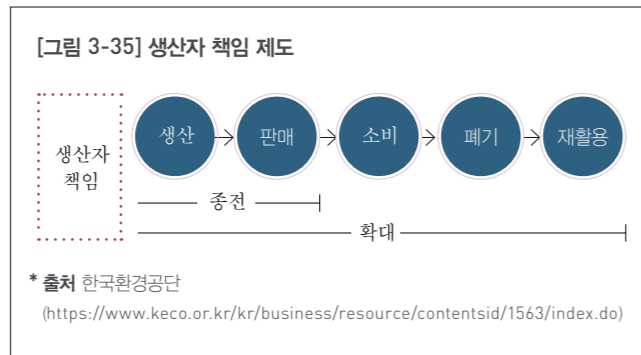 [그림 3-35] 생산자 책임 제도
생산자
책임
생산
판매
소비
폐기
재활용
종전
확대
* 출처 한국환경공단
(https://www.keco.or.kr/kr/business/resource/contentsid/1563/index.do)